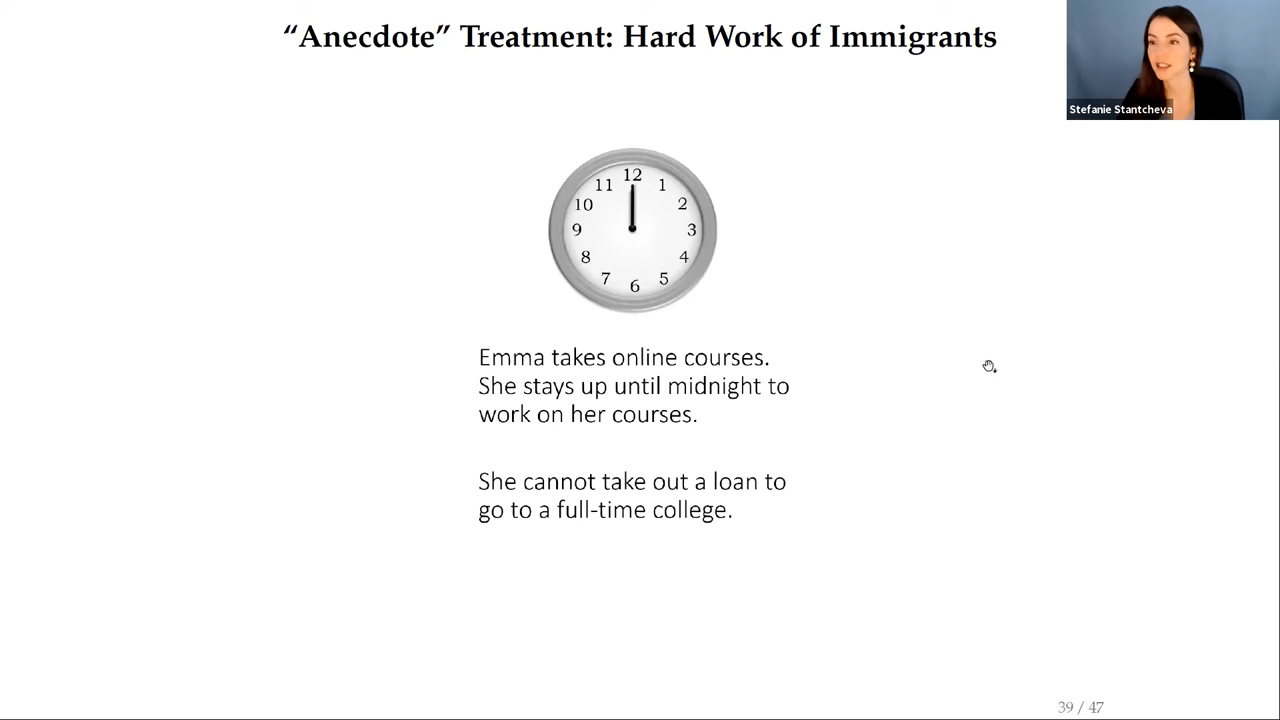 “Anecdote” Treatment: Hard Work of Immigrants
Stefanie Stantcheva
12
11 1
10 2
9 3
8 4
7 5
6
Emma takes online courses.
She stays up until midnight to
work on her courses.
She cannot take out a loan to
go to a full-time college.
39 / 47